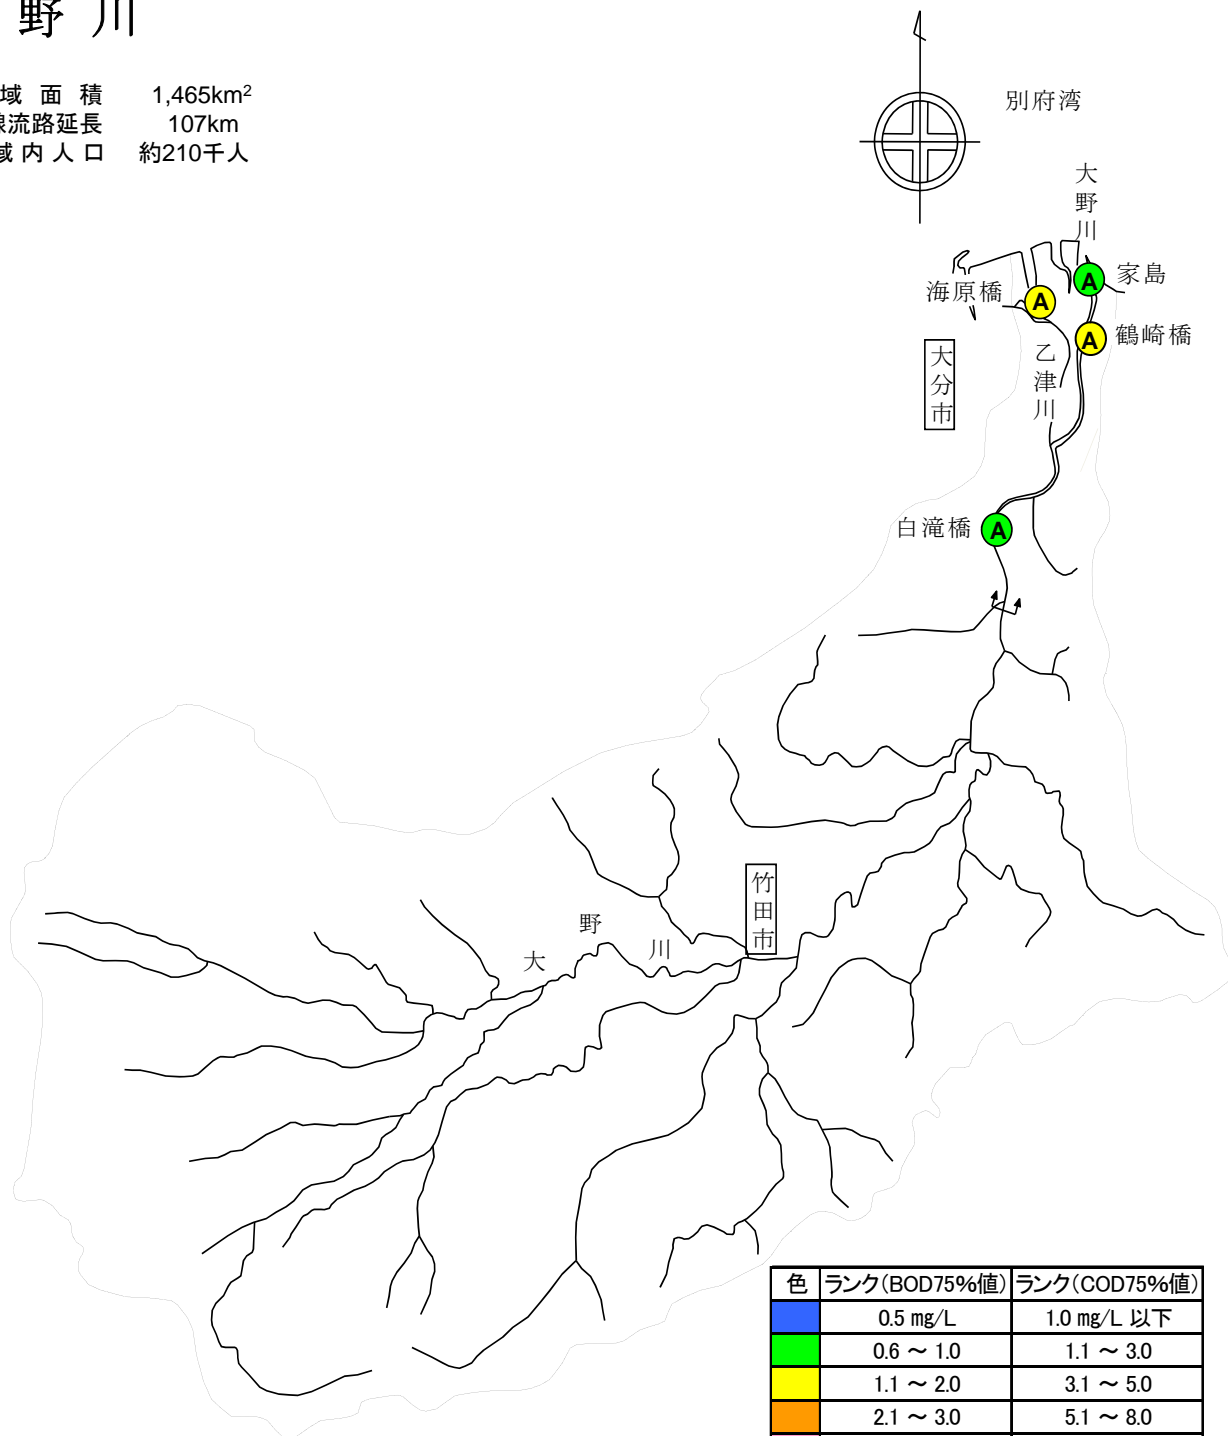 野川
域面積 1,465km²
線流路延長 107km
域内人口 約210千人
別府湾
大野川
家島
海原橋
A
A
A
鶴崎橋
大分市
乙津川
白滝橋
A
竹田市
大野川
色 ランク(BOD75%値) ランク(COD75%値)
0.5 mg/L 1.0 mg/L 以下
0.6 ～ 1.0 1.1 ～ 3.0
1.1 ～ 2.0 3.1 ～ 5.0
2.1 ～ 3.0 5.1 ～ 8.0